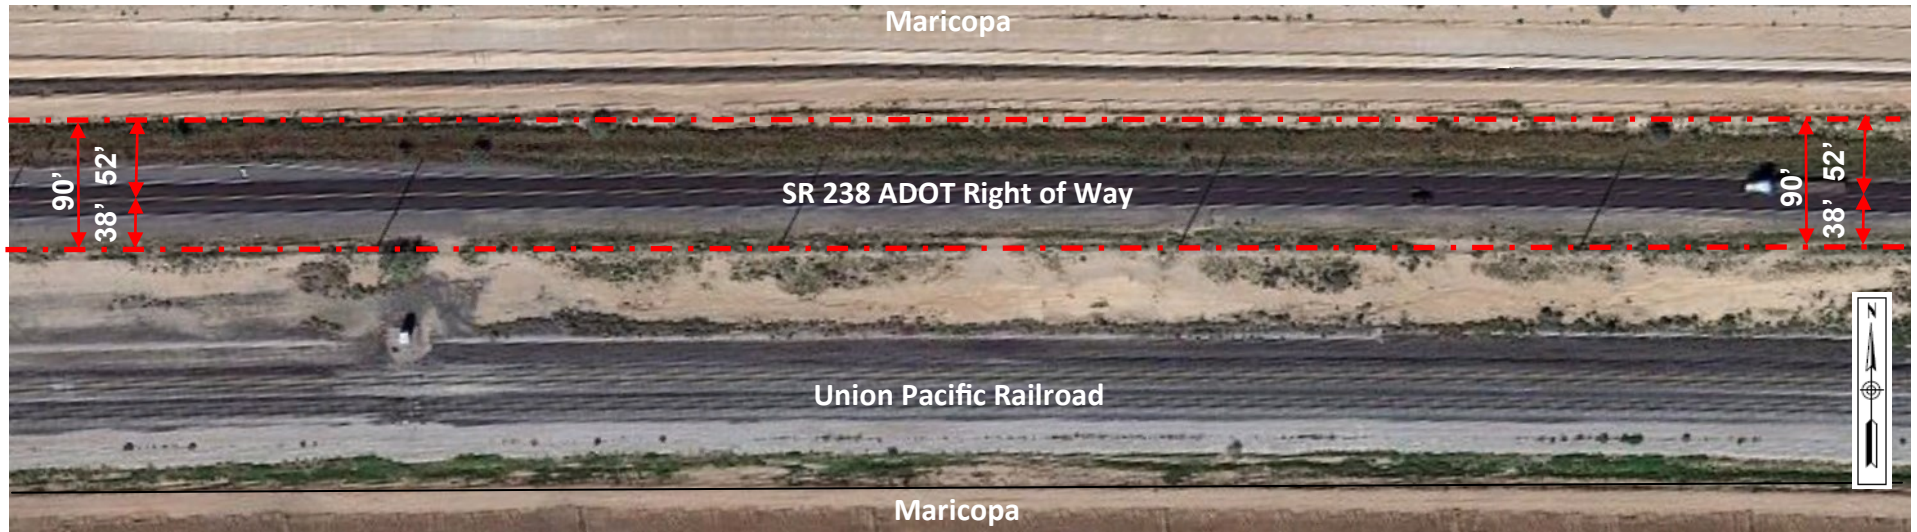 Maricopa
90’
52’
38’
SR 238 ADOT Right of Way
90’
52’
38’
N
Union Pacific Railroad
Maricopa